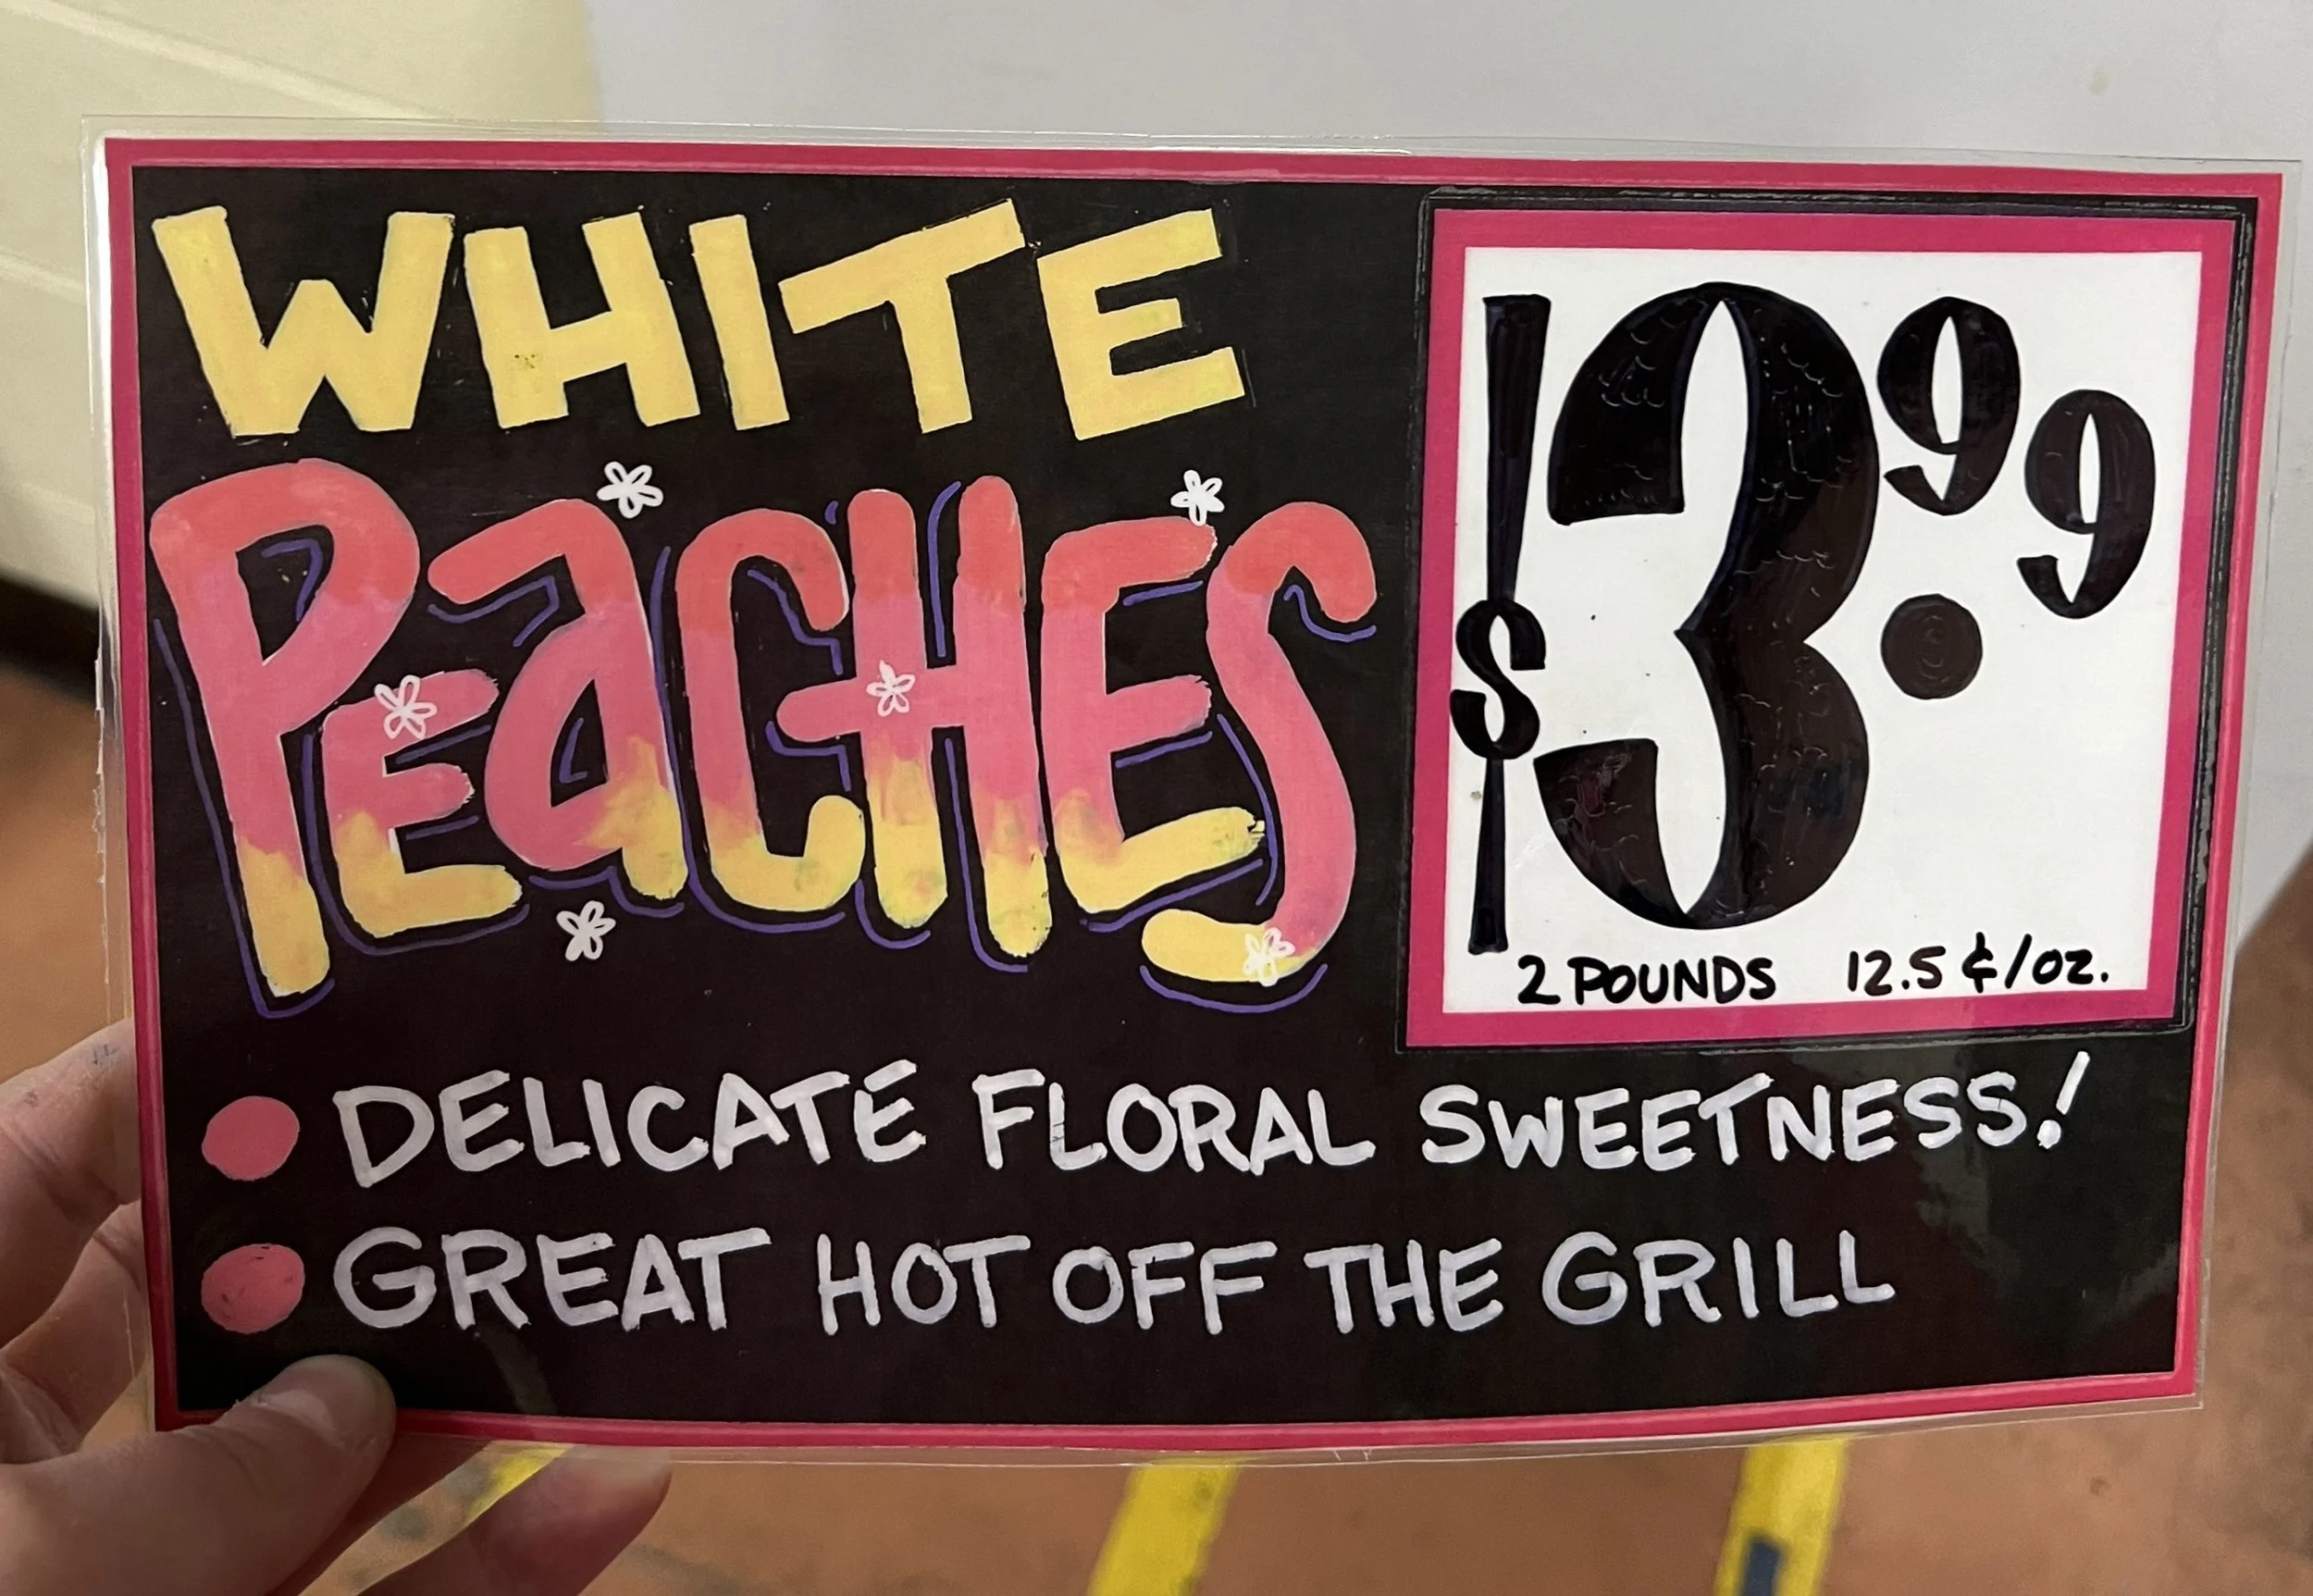 WHITE
PEaCHES
$3.99
2 POUNDS 12.5¢/OZ.
DELICATE FLORAL SWEETNESS!
GREAT HOT OFF THE GRILL